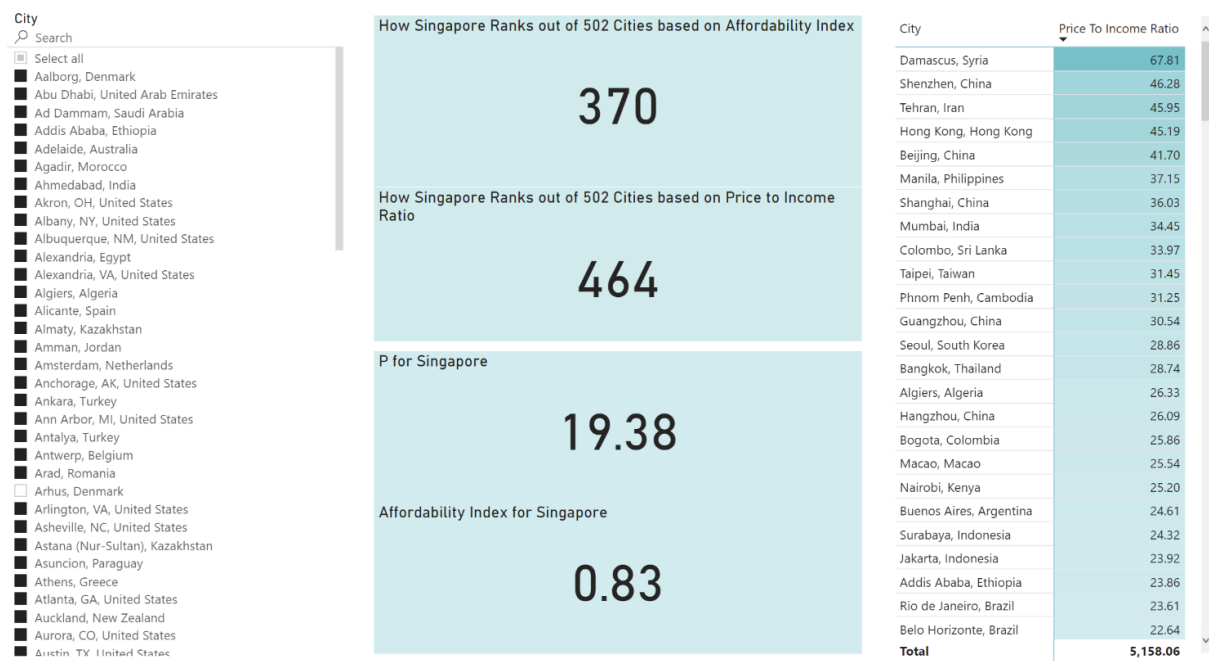 City
Search
Select all
Aalborg, Denmark
Abu Dhabi, United Arab Emirates
Ad Dammam, Saudi Arabia
Addis Ababa, Ethiopia
Adelaide, Australia
Agadir, Morocco
Ahmedabad, India
Akron, OH, United States
Albany, NY, United States
Albuquerque, NM, United States
Alexandria, Egypt
Alexandria, VA, United States
Algiers, Algeria
Alicante, Spain
Almaty, Kazakhstan
Amman, Jordan
Amsterdam, Netherlands
Anchorage, AK, United States
Ankara, Turkey
Ann Arbor, MI, United States
Antalya, Turkey
Antwerp, Belgium
Arad, Romania
Arhus, Denmark
Arlington, VA, United States
Asheville, NC, United States
Astana (Nur-Sultan), Kazakhstan
Asuncion, Paraguay
Athens, Greece
Atlanta, GA, United States
Auckland, New Zealand
Aurora, CO, United States
Austin, TX, United States
How Singapore Ranks out of 502 Cities based on Affordability Index
370
How Singapore Ranks out of 502 Cities based on Price to Income
Ratio
464
P for Singapore
19.38
Affordability Index for Singapore
0.83
City Price To Income Ratio
Damascus, Syria 67.81
Shenzhen, China 46.28
Tehran, Iran 45.95
Hong Kong, Hong Kong 45.19
Beijing, China 41.70
Manila, Philippines 37.15
Shanghai, China 36.03
Mumbai, India 34.45
Colombo, Sri Lanka 33.97
Taipei, Taiwan 31.45
Phnom Penh, Cambodia 31.25
Guangzhou, China 30.54
Seoul, South Korea 28.86
Bangkok, Thailand 28.74
Algiers, Algeria 26.33
Hangzhou, China 26.09
Bogota, Colombia 25.86
Macao, Macao 25.54
Nairobi, Kenya 25.20
Buenos Aires, Argentina 24.61
Surabaya, Indonesia 24.32
Jakarta, Indonesia 23.92
Addis Ababa, Ethiopia 23.86
Rio de Janeiro, Brazil 23.61
Belo Horizonte, Brazil 22.64
Total 5,158.06